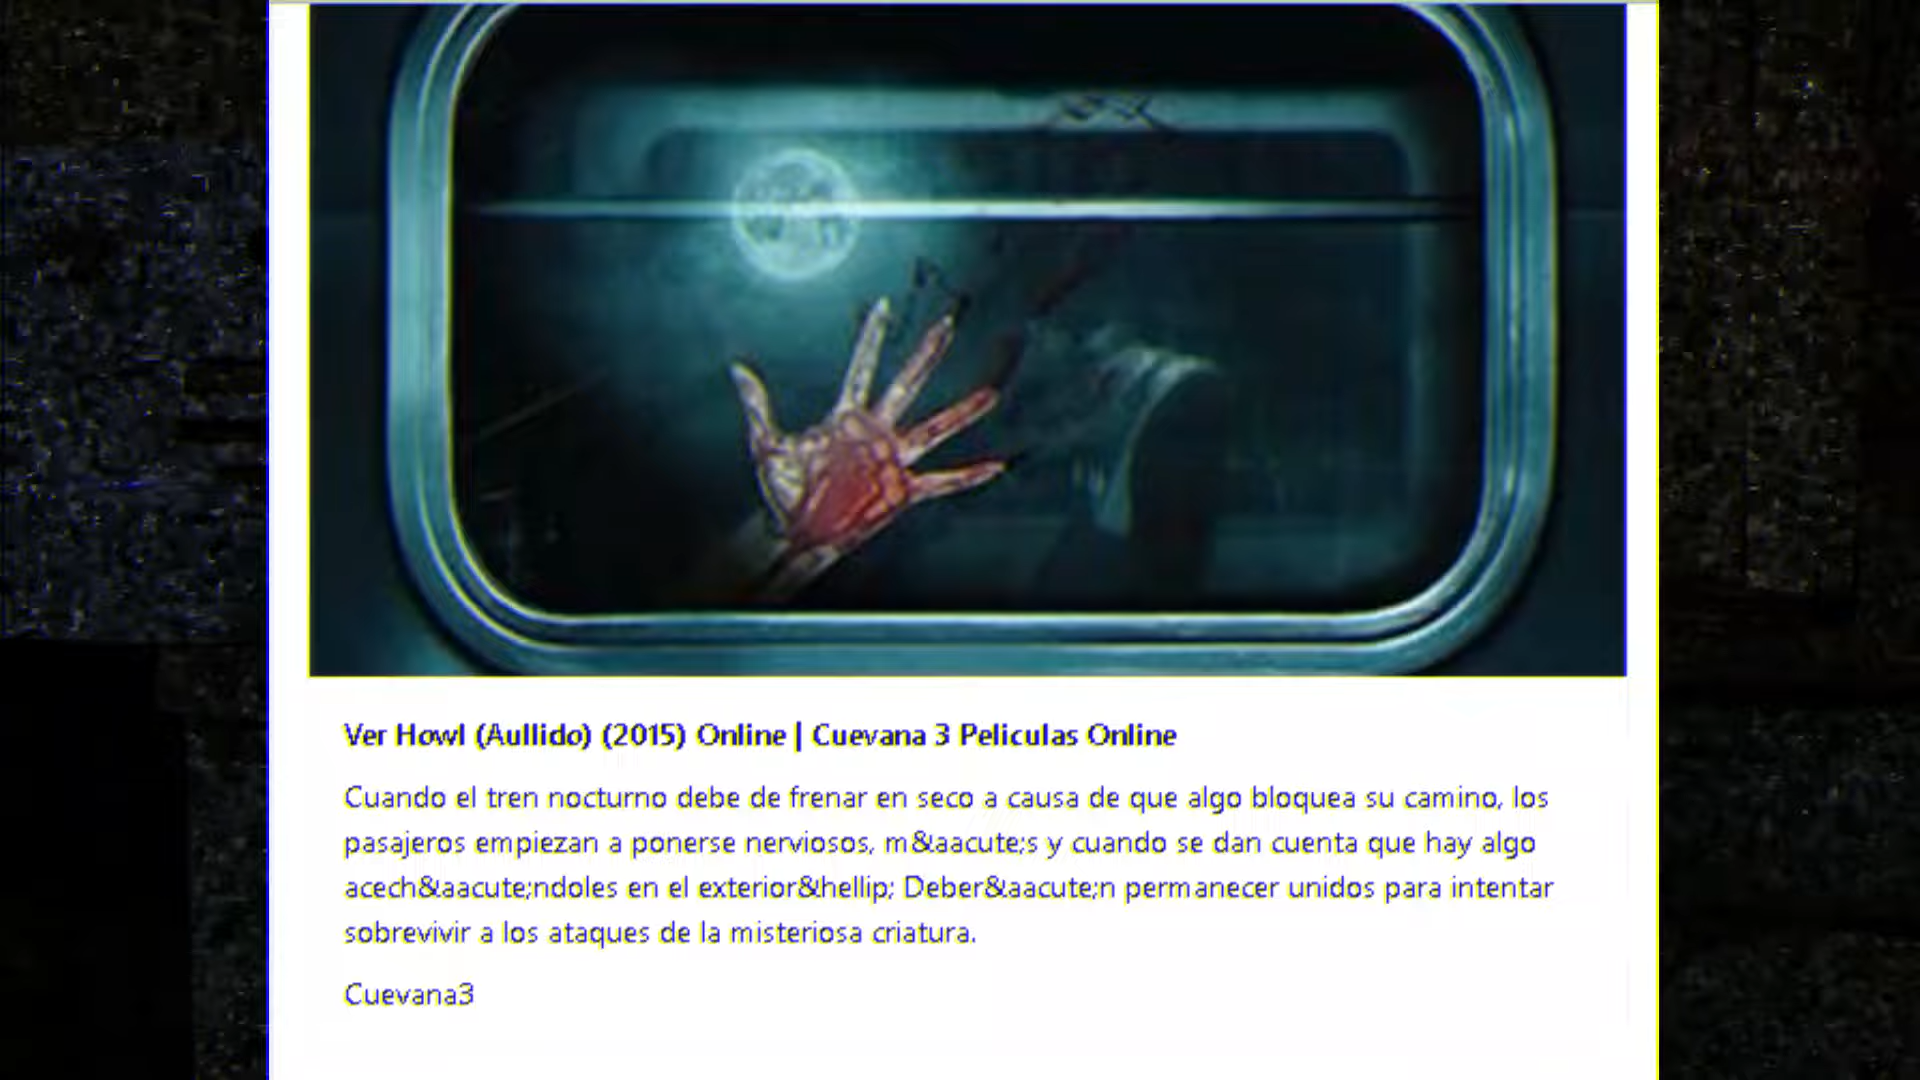 Ver Howl (Aullido) (2015) Online | Cuevana 3 Peliculas Online
Cuando el tren nocturno debe de frenar en seco a causa de que algo bloquea su camino, los
pasajeros empiezan a ponerse nerviosos, m&aacute;s y cuando se dan cuenta que hay algo
acech&aacute;ndoles en el exterior&hellip; Deber&aacute;n permanecer unidos para intentar
sobrevivir a los ataques de la misteriosa criatura.
Cuevana3